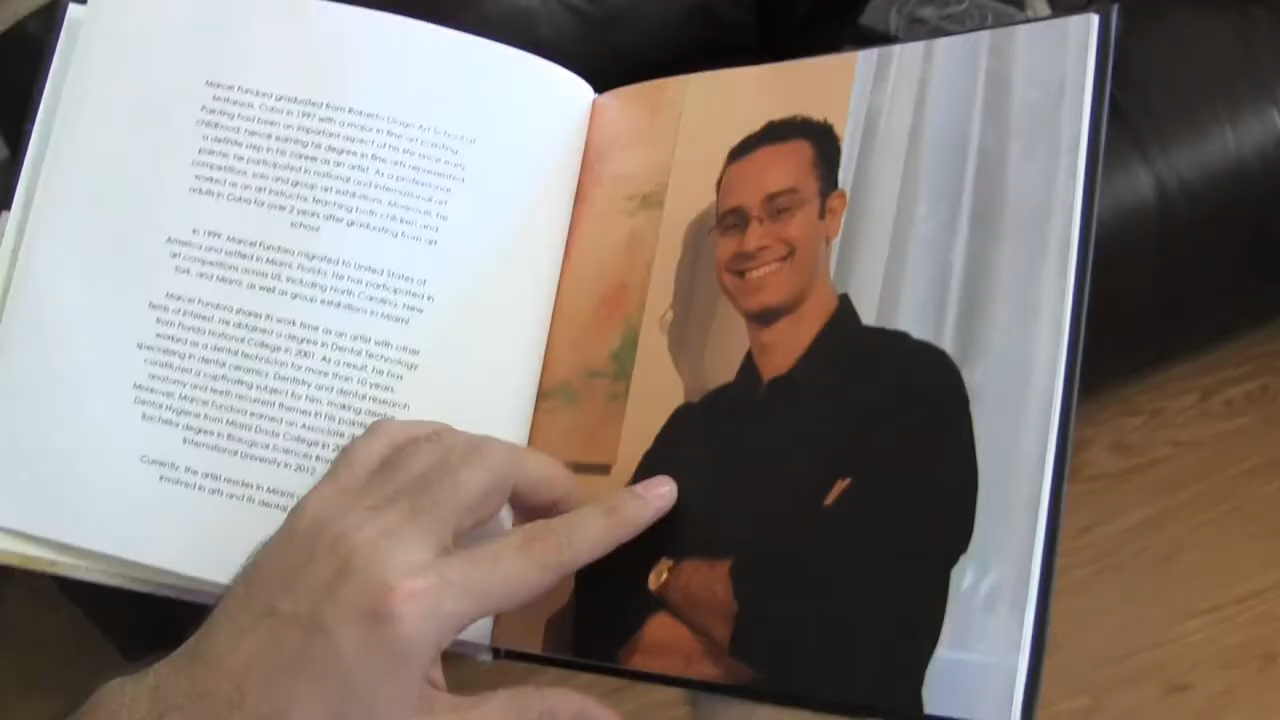 Marcel Fundora graduated from Roberto Diago Art School at
Matanzas, Cuba in 1997 with a major in fine art painting.
Painting had been an important aspect of his life since early
childhood, hence earning his degree in fine arts represented
a definite step in his career as an artist. As a professional
painter, he participated in national and international art
competitions, solo and group art exhibitions. Moreover, he
worked as an art instructor, teaching both children and
adults in Cuba for over 2 years after graduating from art
school.
In 1999, Marcel Fundora migrated to United States of
America and settled in Miami, Florida. He has participated in
art competitions across US, including North Carolina, New
York, and Miami, as well as group exhibitions in Miami
Marcel Fundora shares its work time as an artist with other
fields of interest. He obtained a degree in Dental Technology
from Florida National College in 2001. As a result, he has
worked as a dental technician for more than 10 years,
specializing in dental ceramics. Dentistry and dental research
constituted a captivating subject for him, making dental
anatomy and teeth recurrent themes in his
Moreover, Marcel Fundora earned an Associate
Dental Hygiene from Miami Dade College in
Bachelor degree in Biological Sciences from
International University in 2012.
Currently, the artist resides in Miami
involved in arts and its dental